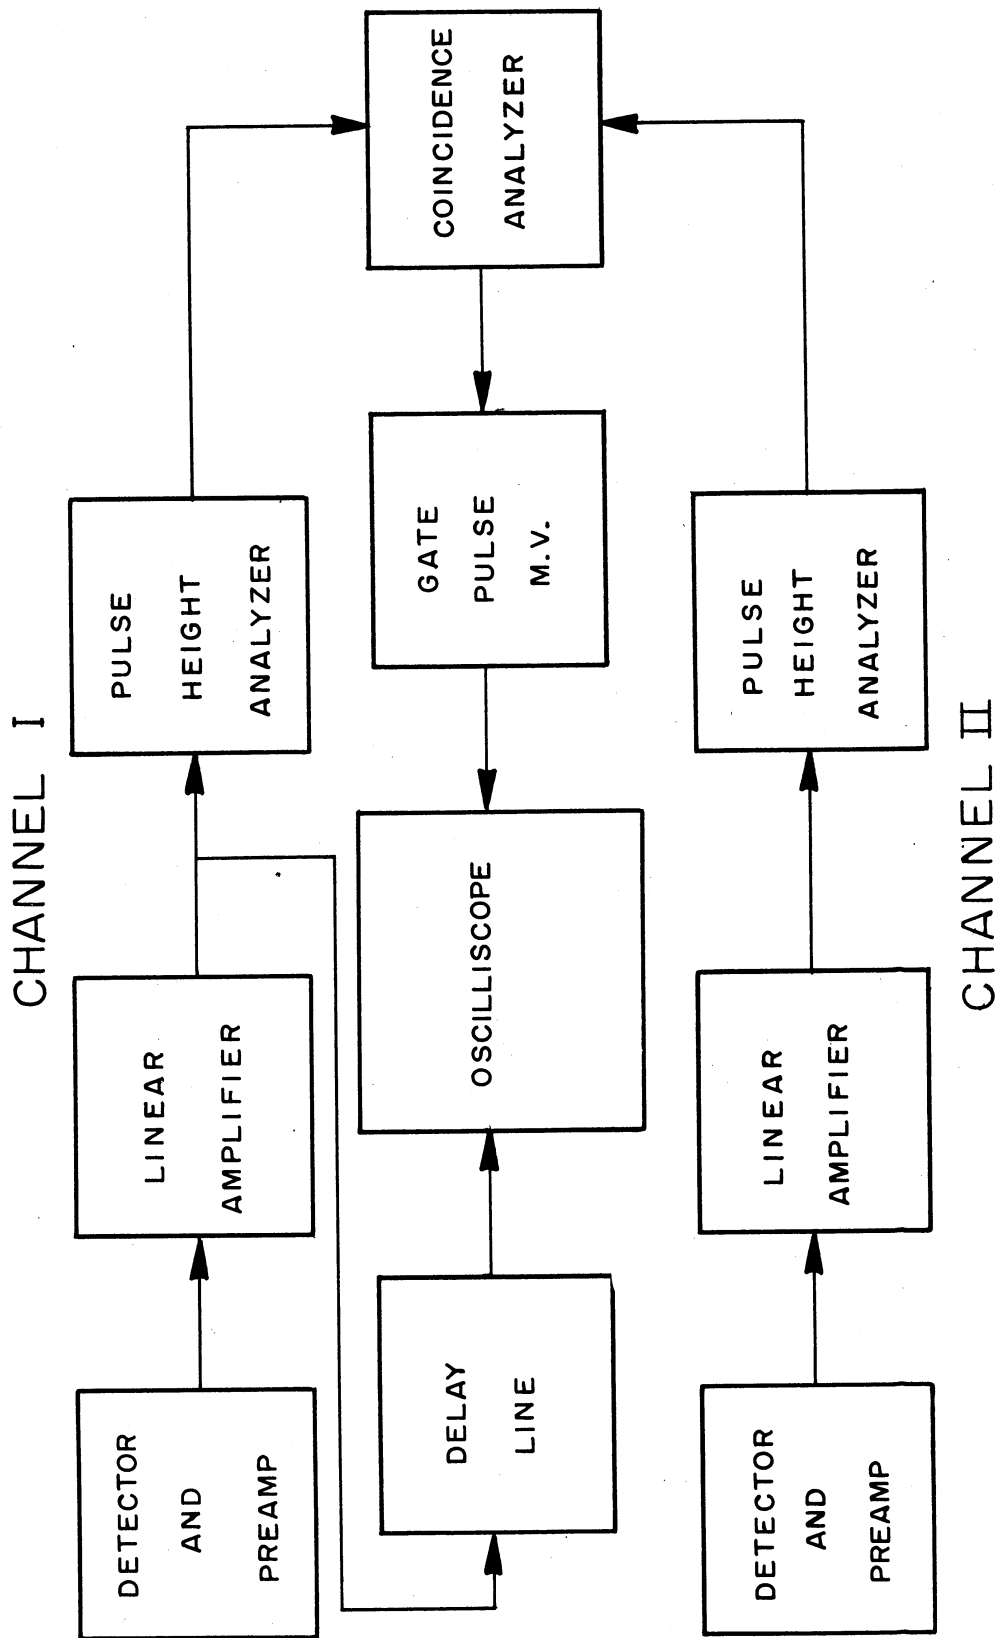 CHANNEL I
DETECTOR
AND
PREAMP
LINEAR
AMPLIFIER
PULSE
HEIGHT
ANALYZER
DELAY
LINE
OSCILLISCOPE
GATE
PULSE
M.V.
COINCIDENCE
ANALYZER
DETECTOR
AND
PREAMP
LINEAR
AMPLIFIER
PULSE
HEIGHT
ANALYZER
CHANNEL II